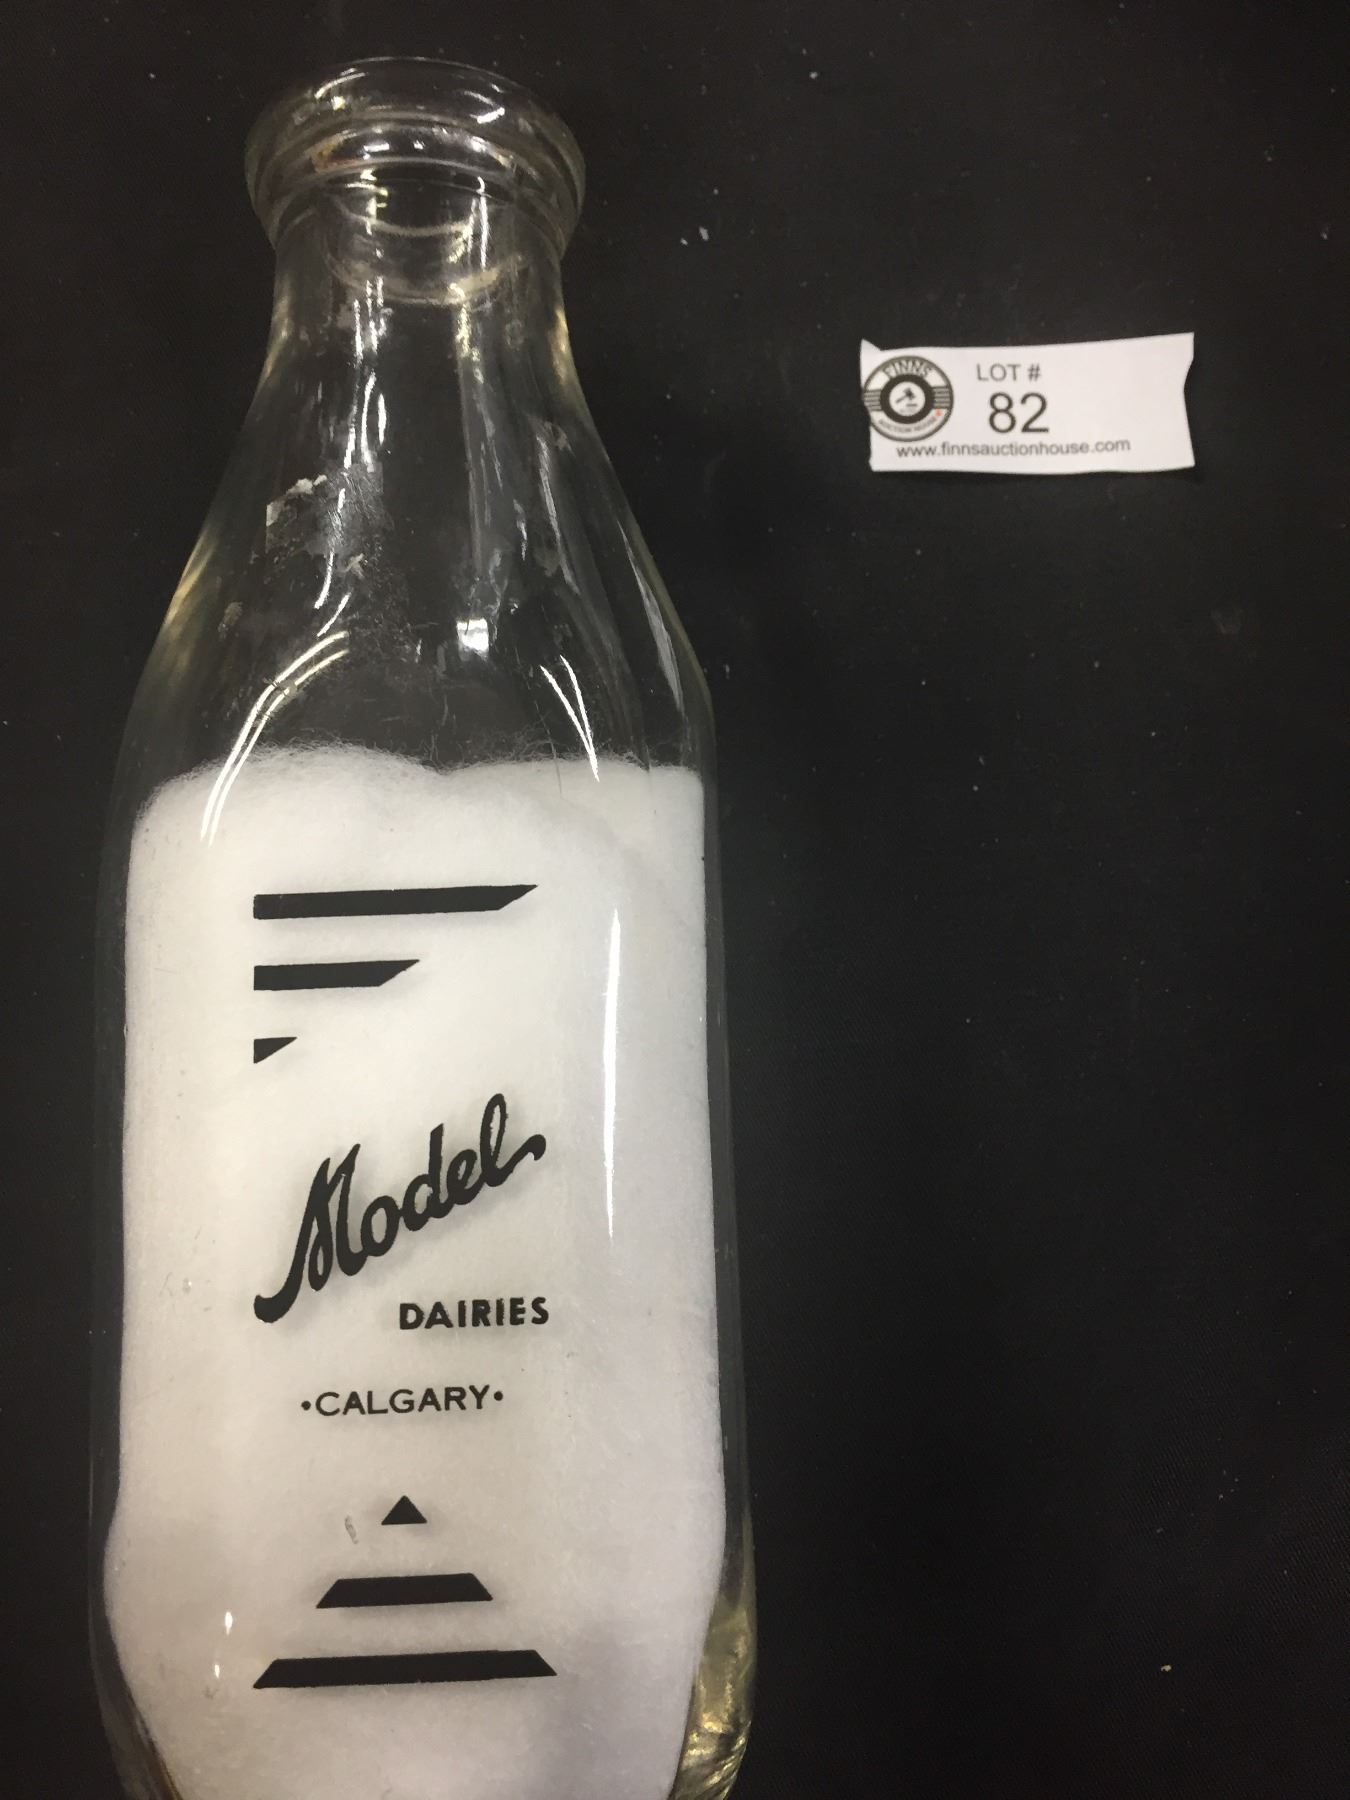 FINNS
AUCTION HOUSE
LOT #
82
www.finnsauctionhouse.com
Model
DAIRIES
•CALGARY•